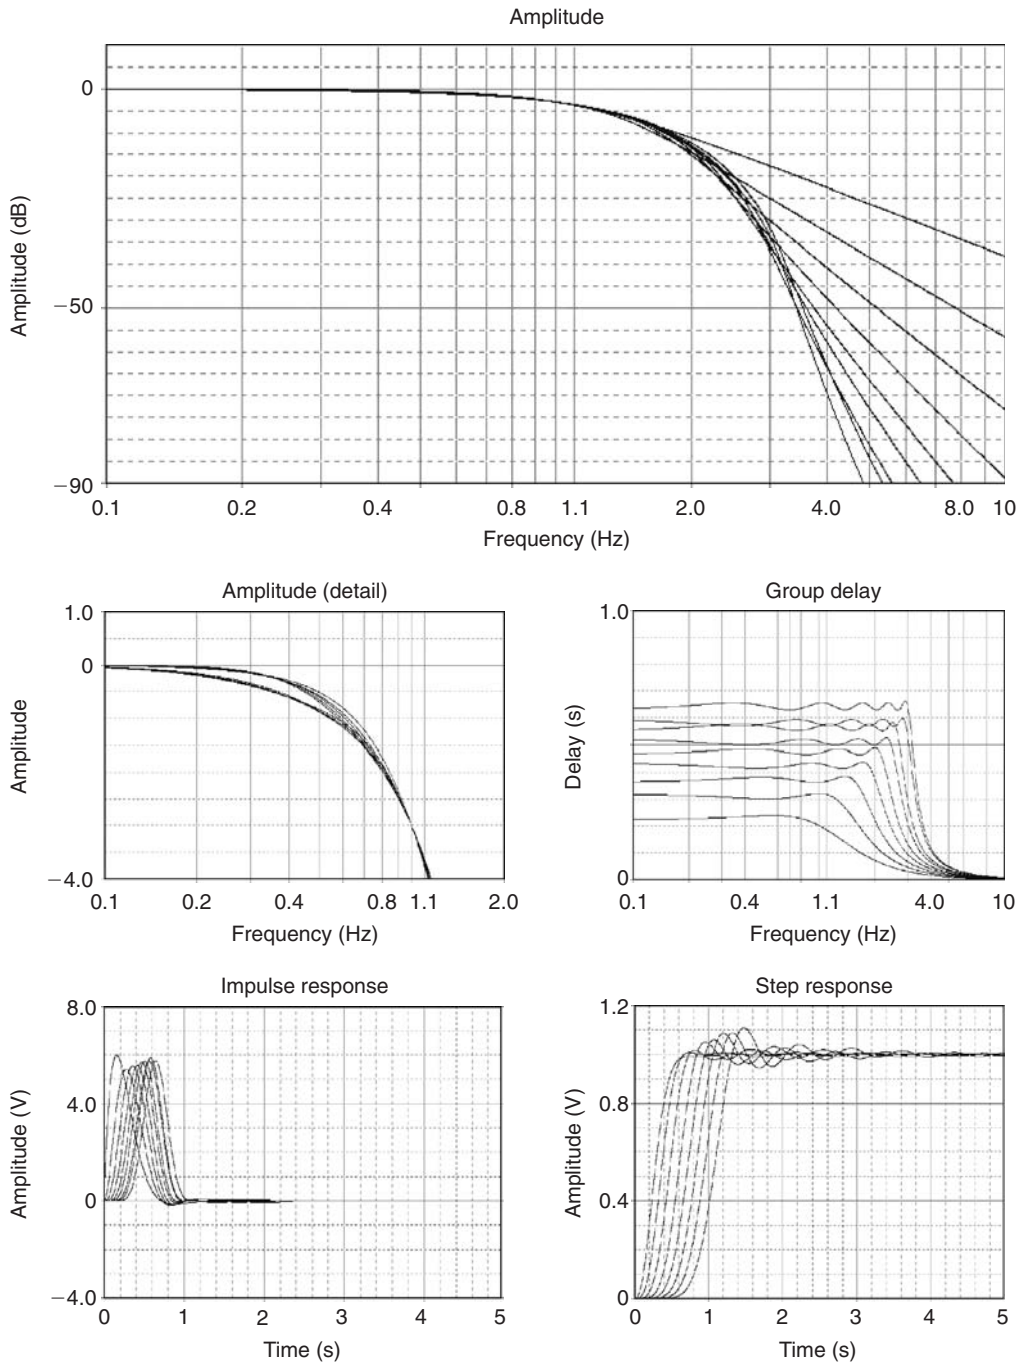 Amplitude
0
−50
−90
Amplitude (dB)
0.1 0.2 0.4 0.8 1.1 2.0 4.0 8.0 10
Frequency (Hz)
Amplitude (detail)
1.0
0
−4.0
Amplitude
0.1 0.2 0.4 0.8 1.1 2.0
Frequency (Hz)
Group delay
1.0
0
Delay (s)
0.1 0.4 1.1 4.0 10
Frequency (Hz)
Impulse response
8.0
4.0
0
−4.0
Amplitude (V)
0 1 2 3 4 5
Time (s)
Step response
1.2
0.8
0.4
0
Amplitude (V)
0 1 2 3 4 5
Time (s)